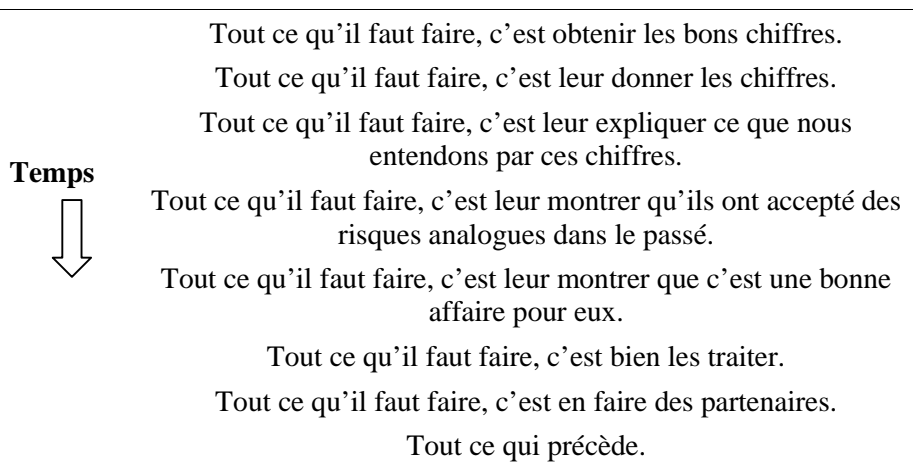 Tout ce qu’il faut faire, c’est obtenir les bons chiffres.
Tout ce qu’il faut faire, c’est leur donner les chiffres.
Tout ce qu’il faut faire, c’est leur expliquer ce que nous
entendons par ces chiffres.
Temps
Tout ce qu’il faut faire, c’est leur montrer qu’ils ont accepté des
risques analogues dans le passé.
Tout ce qu’il faut faire, c’est leur montrer que c’est une bonne
affaire pour eux.
Tout ce qu’il faut faire, c’est bien les traiter.
Tout ce qu’il faut faire, c’est en faire des partenaires.
Tout ce qui précède.